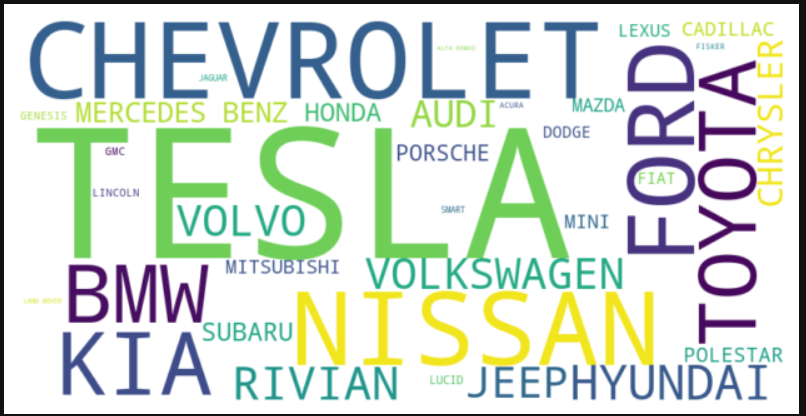 CHEVROLET
ALFA ROMEO
LEXUS
CADILLAC
FISKER
JAGUAR
GENESIS
MERCEDES BENZ
HONDA
AUDI
ACURA
MAZDA
FORD
TOYOTA
CHRYSLER
TESLA
DODGE
GMC
PORSCHE
FIAT
LINCOLN
VOLVO
SMART
MINI
MITSUBISHI
VOLKSWAGEN
BMW
LAND ROVER
NISSAN
KIA
SUBARU
POLESTAR
RIVIAN
LUCID
JEEP
HYUNDAI